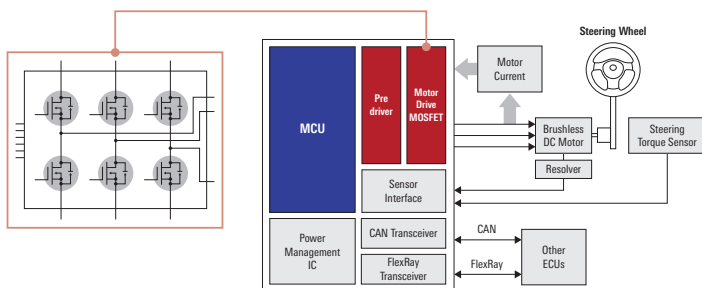 Steering Wheel
MCU
Pre
driver
Motor
Drive
MOSFET
Motor
Current
Brushless
DC Motor
Steering
Torque Sensor
Resolver
Sensor
Interface
Power
Management
IC
CAN Transceiver
CAN
FlexRay
Transceiver
FlexRay
Other
ECUs